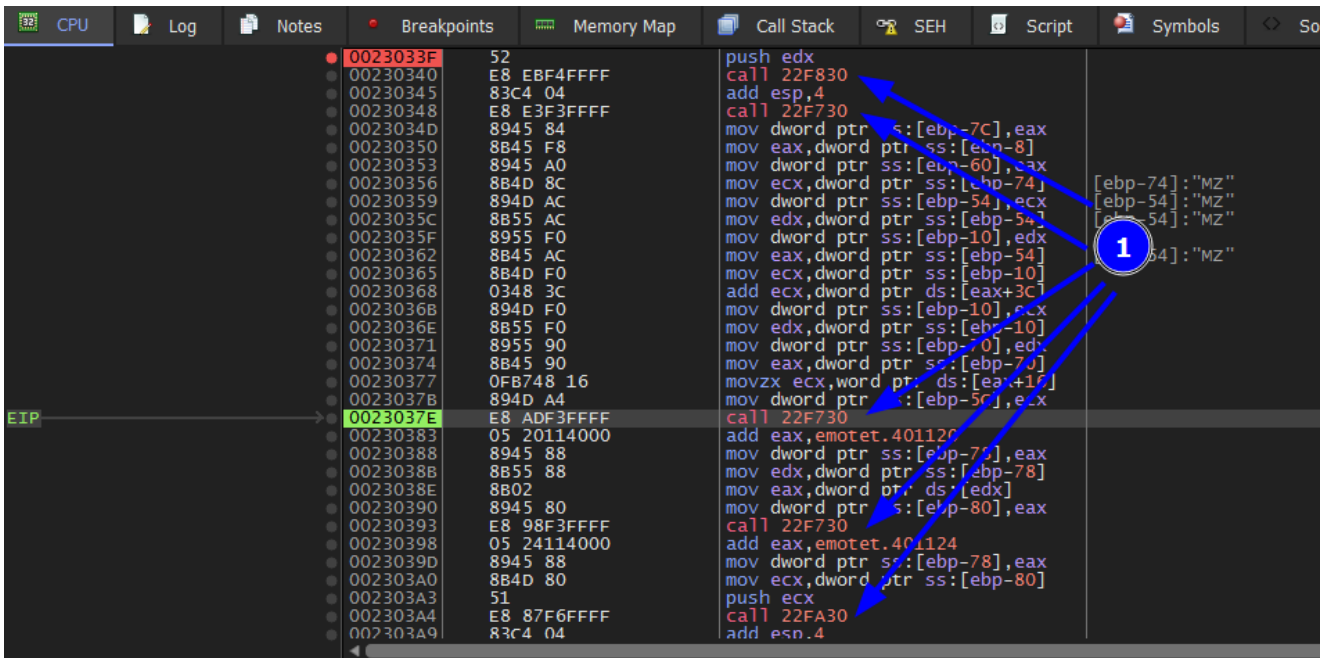 32 CPU Log Notes Breakpoints Memory Map Call Stack SEH Script Symbols So
0023033F 52 push edx
00230340 E8 EBF4FFFF call 22F830
00230345 83C4 04 add esp,4
00230348 E8 E3F3FFFF call 22F730
0023034D 8945 84 mov dword ptr ss:[ebp-7C],eax
00230350 8B45 F8 mov eax,dword ptr ss:[ebp-8]
00230353 8945 A0 mov dword ptr ss:[ebp-60],eax
00230356 8B4D 8C mov ecx,dword ptr ss:[ebp-74] [ebp-74]:"MZ"
00230359 894D AC mov dword ptr ss:[ebp-54],ecx [ebp-54]:"MZ"
0023035C 8B55 AC mov edx,dword ptr ss:[ebp-54] [ebp-54]:"MZ"
0023035F 8955 F0 mov dword ptr ss:[ebp-10],edx
00230362 8B45 AC mov eax,dword ptr ss:[ebp-54] 1 54]:"MZ"
00230365 8B4D F0 mov ecx,dword ptr ss:[ebp-10]
00230368 0348 3C add ecx,dword ptr ds:[eax+3C]
0023036B 894D F0 mov dword ptr ss:[ebp-10],ecx
0023036E 8B55 F0 mov edx,dword ptr ss:[ebp-10]
00230371 8955 90 mov dword ptr ss:[ebp-70],edx
00230374 8B45 90 mov eax,dword ptr ss:[ebp-70]
00230377 0FB748 16 movzx ecx,word ptr ds:[eax+16]
0023037B 894D A4 mov dword ptr ss:[ebp-5C],ecx
EIP 0023037E E8 ADF3FFFF call 22F730
00230383 05 20114000 add eax,emotet.401120
00230388 8945 88 mov dword ptr ss:[ebp-78],eax
0023038B 8B55 88 mov edx,dword ptr ss:[ebp-78]
0023038E 8B02 mov eax,dword ptr ds:[edx]
00230390 8945 80 mov dword ptr ss:[ebp-80],eax
00230393 E8 98F3FFFF call 22F730
00230398 05 24114000 add eax,emotet.401124
0023039D 8945 88 mov dword ptr ss:[ebp-78],eax
002303A0 8B4D 80 mov ecx,dword ptr ss:[ebp-80]
002303A3 51 push ecx
002303A4 E8 87F6FFFF call 22FA30
002303A9 83C4 04 add esp,4